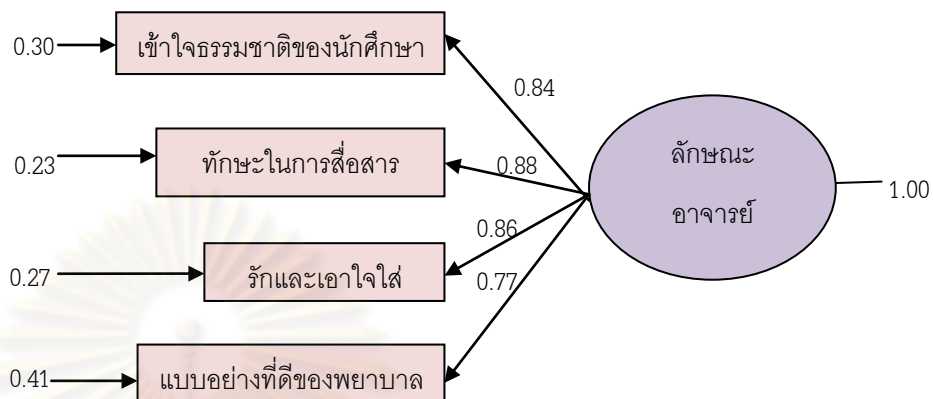 0.30
เข้าใจธรรมชาติของนักศึกษา
0.84
0.23
ทักษะในการสื่อสาร
0.88
ลักษณะ
อาจารย์
1.00
0.86
0.27
รักและเอาใจใส่
0.77
0.41
แบบอย่างที่ดีของพยาบาล